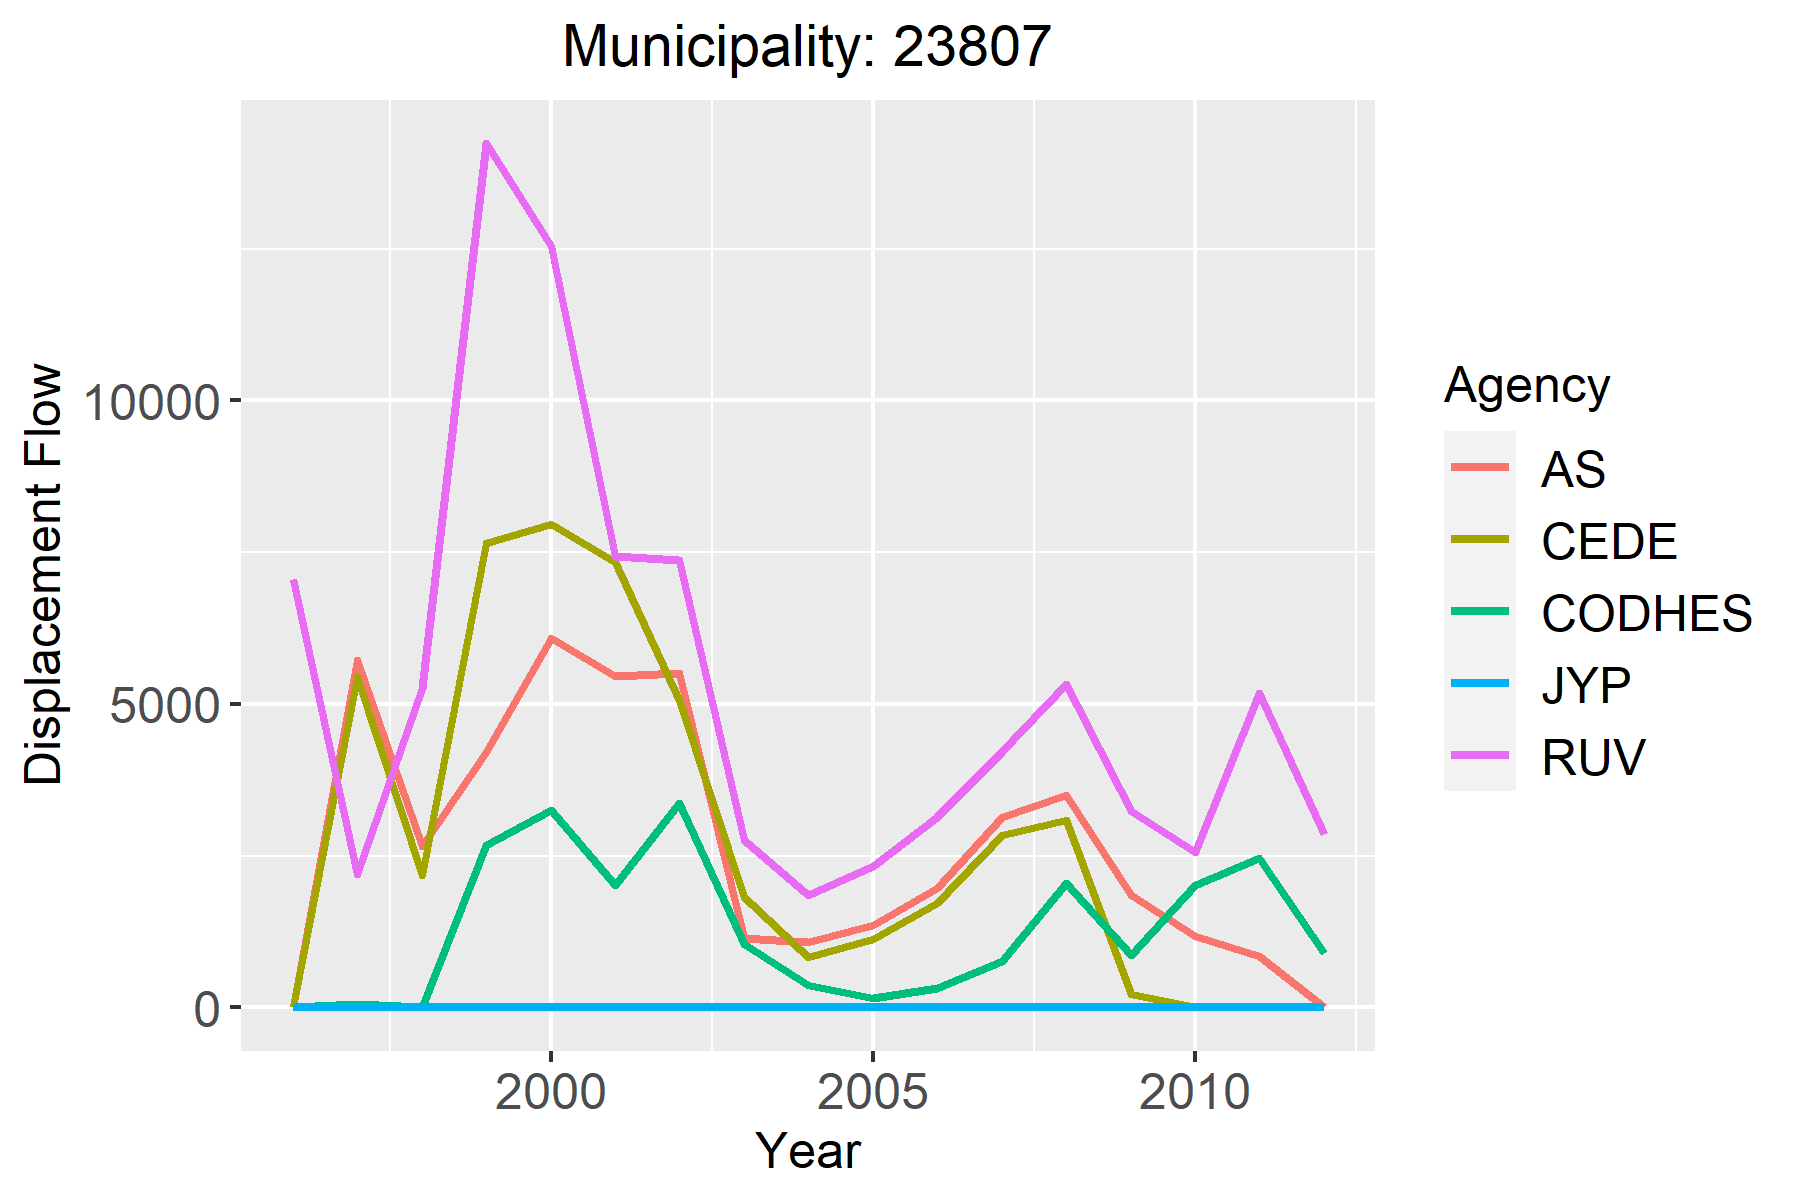 Municipality: 23807
Displacement Flow
10000
5000
0
2000 2005 2010
Year
Agency
AS
CEDE
CODHES
JYP
RUV